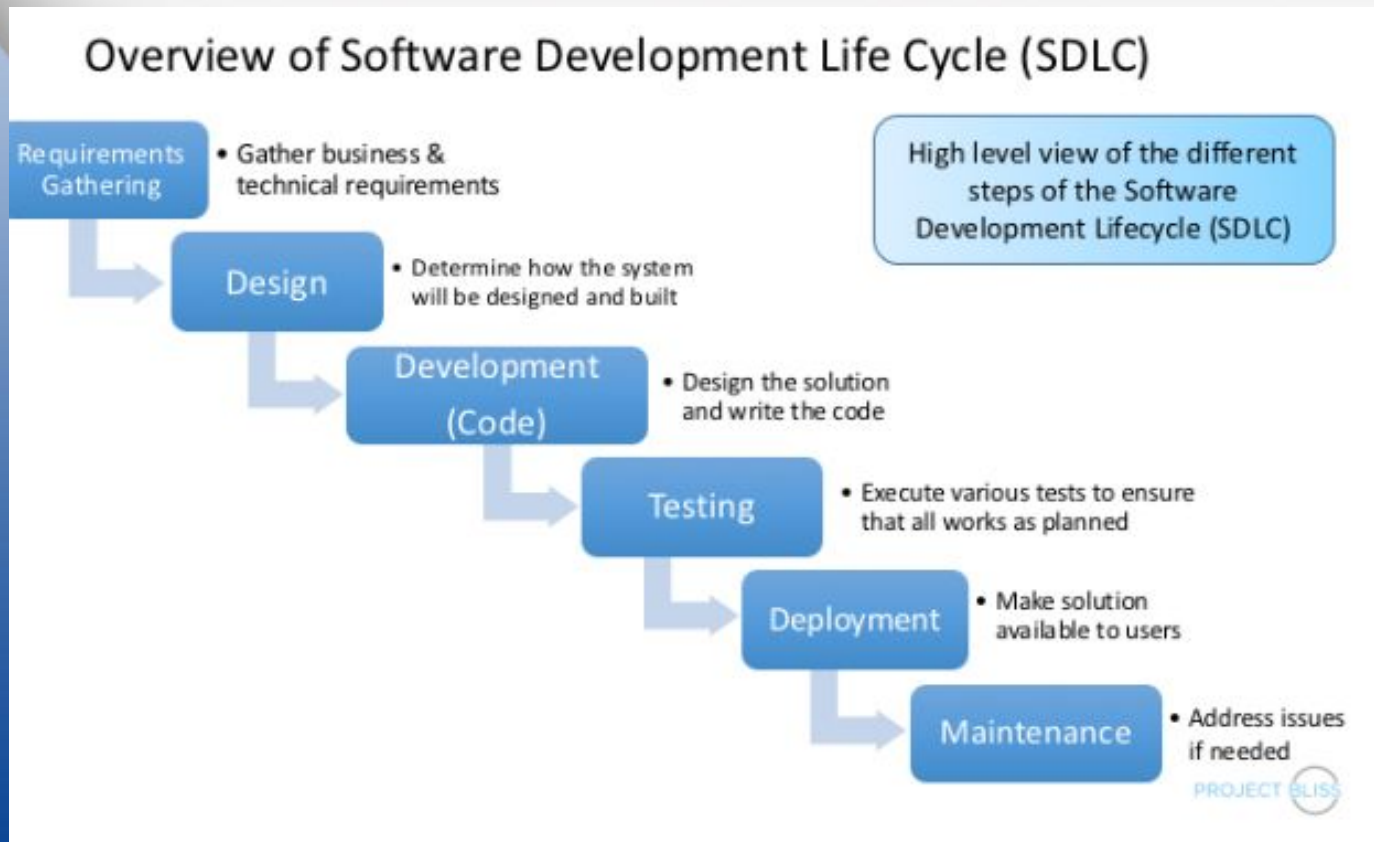 Overview of Software Development Life Cycle (SDLC)
Requirements
Gathering
• Gather business &
technical requirements
High level view of the different
steps of the Software
Development Lifecycle (SDLC)
Design
• Determine how the system
will be designed and built
Development
(Code)
• Design the solution
and write the code
Testing
• Execute various tests to ensure
that all works as planned
Deployment
• Make solution
available to users
Maintenance
• Address issues
if needed
PROJECT BLISS